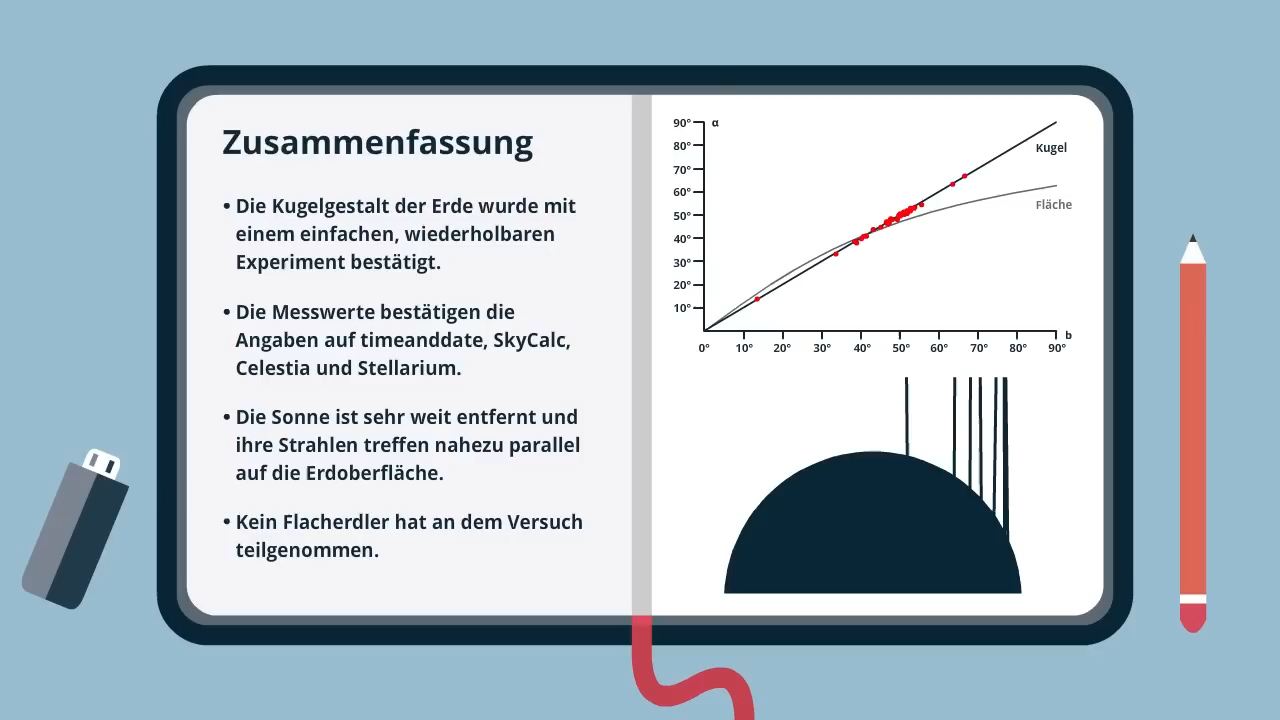 Zusammenfassung
• Die Kugelgestalt der Erde wurde mit
einem einfachen, wiederholbaren
Experiment bestätigt.
• Die Messwerte bestätigen die
Angaben auf timeanddate, SkyCalc,
Celestia und Stellarium.
• Die Sonne ist sehr weit entfernt und
ihre Strahlen treffen nahezu parallel
auf die Erdoberfläche.
• Kein Flacherdler hat an dem Versuch
teilgenommen.
90° α
80°
Kugel
70°
60°
Fläche
50°
40°
30°
20°
10°
b
0° 10° 20° 30° 40° 50° 60° 70° 80° 90°